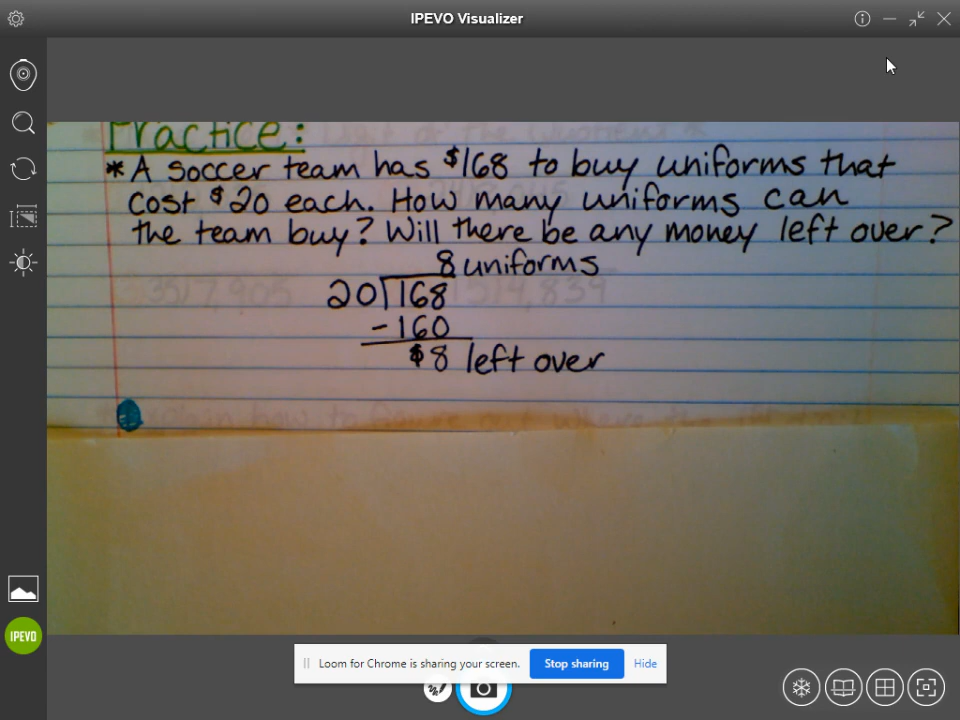 IPEVO Visualizer
Practice:
* A soccer team has $168 to buy uniforms that
cost $20 each. How many uniforms can
the team buy? Will there be any money left over?
8 uniforms
20)168
-160
$8 left over
IPEVO
Loom for Chrome is sharing your screen. Stop sharing Hide